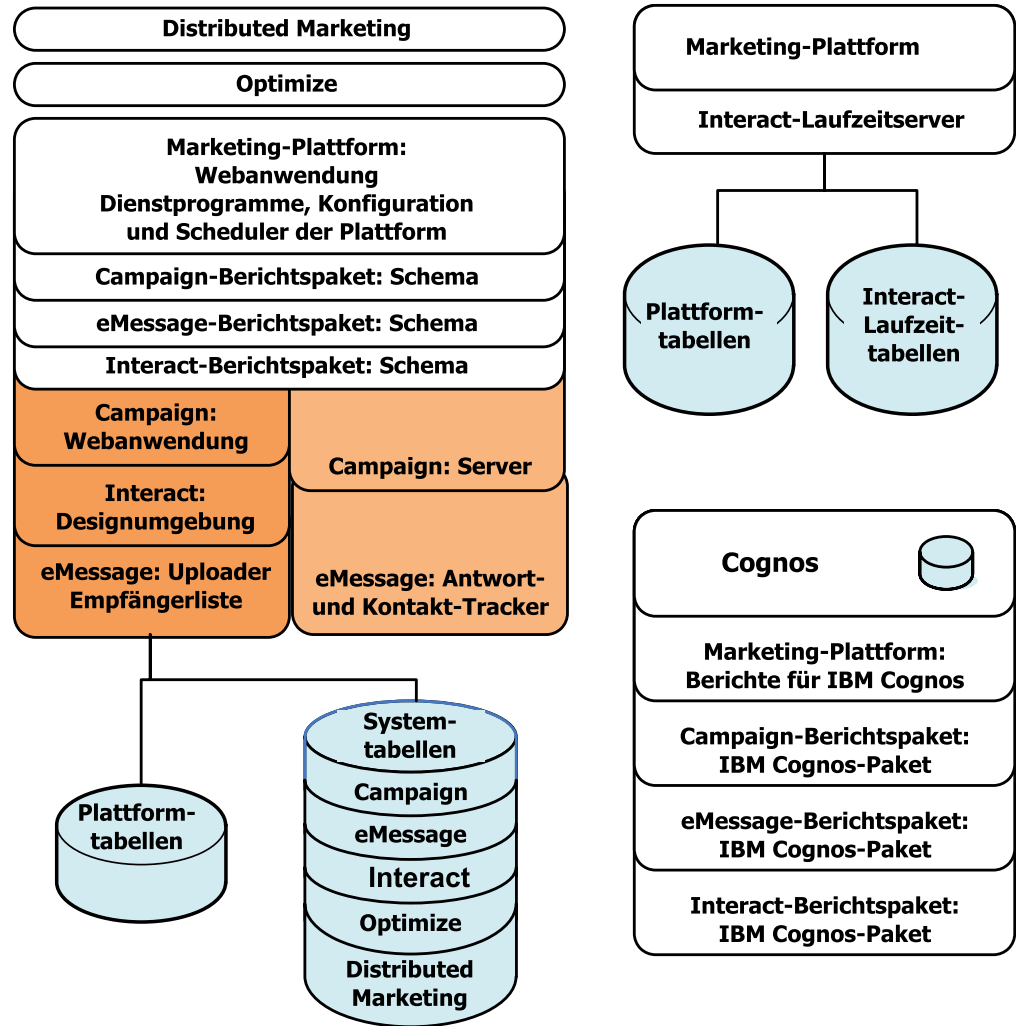 Distributed Marketing
Optimize
Marketing-Plattform:
Webanwendung
Dienstprogramme, Konfiguration
und Scheduler der Plattform
Campaign-Berichtspaket: Schema
eMessage-Berichtspaket: Schema
Interact-Berichtspaket: Schema
Campaign:
Webanwendung
Campaign: Server
Interact:
Designumgebung
eMessage: Uploader
Empfängerliste
eMessage: Antwort-
und Kontakt-Tracker
Plattform-
tabellen
System-
tabellen
Campaign
eMessage
Interact
Optimize
Distributed
Marketing
Marketing-Plattform
Interact-Laufzeitserver
Plattform-
tabellen
Interact-
Laufzeit-
tabellen
Cognos
Marketing-Plattform:
Berichte für IBM Cognos
Campaign-Berichtspaket:
IBM Cognos-Paket
eMessage-Berichtspaket:
IBM Cognos-Paket
Interact-Berichtspaket:
IBM Cognos-Paket